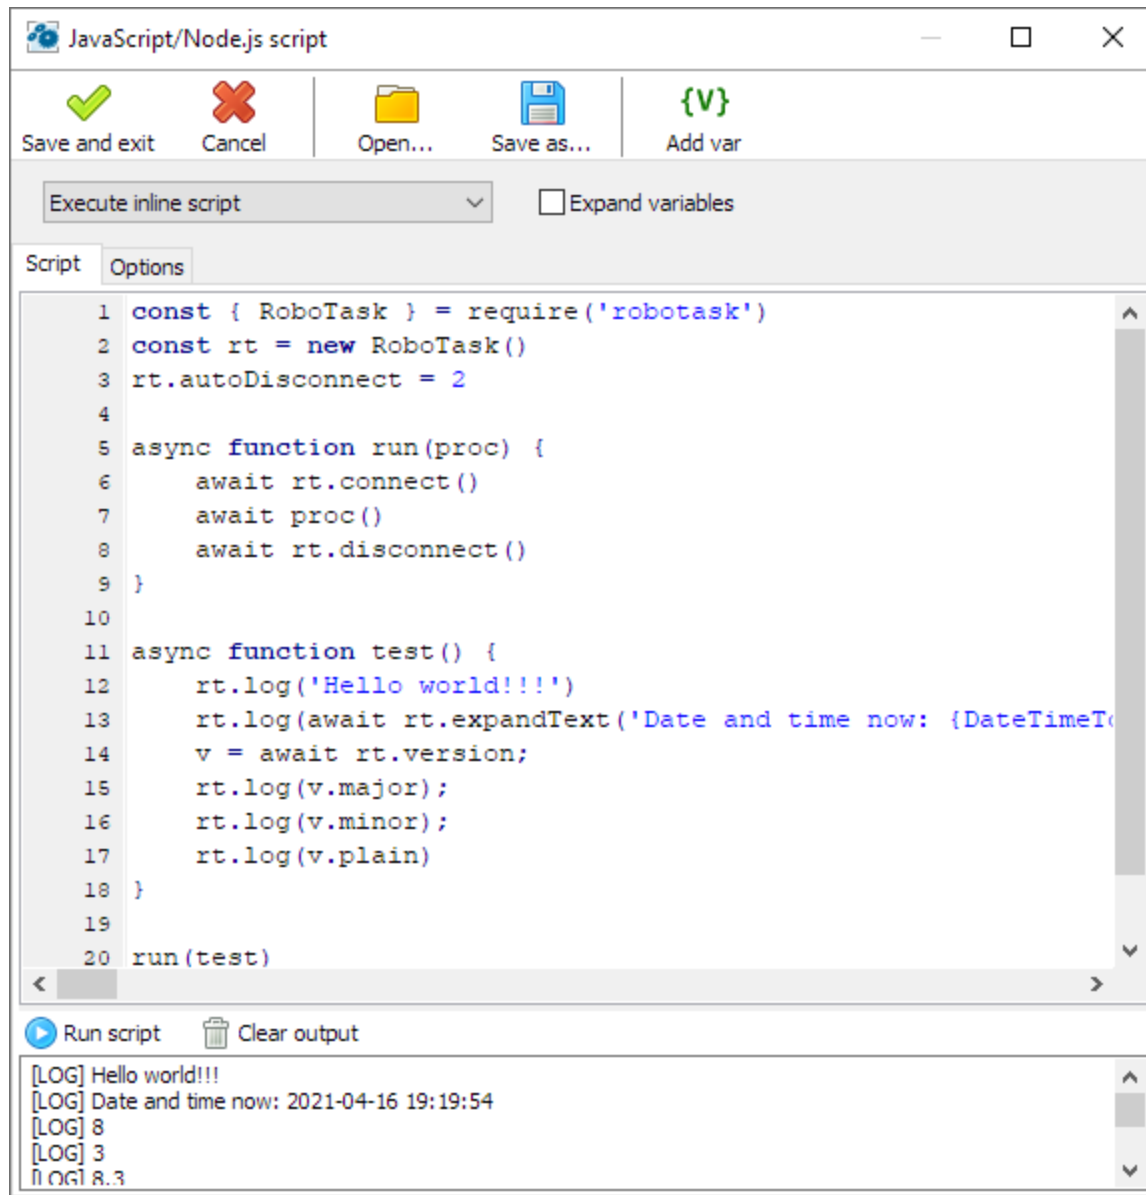 JavaScript/Node.js script
Save and exit Cancel Open... Save as... {V} Add var
Execute inline script Expand variables
Script Options
1 const { RoboTask } = require('robotask')
2 const rt = new RoboTask()
3 rt.autoDisconnect = 2
4
5 async function run(proc) {
6     await rt.connect()
7     await proc()
8     await rt.disconnect()
9 }
10
11 async function test() {
12     rt.log('Hello world!!!')
13     rt.log(await rt.expandText('Date and time now: {DateTimeTo
14     v = await rt.version;
15     rt.log(v.major);
16     rt.log(v.minor);
17     rt.log(v.plain)
18 }
19
20 run(test)
Run script Clear output
[LOG] Hello world!!!
[LOG] Date and time now: 2021-04-16 19:19:54
[LOG] 8
[LOG] 3
[LOG] 8.3